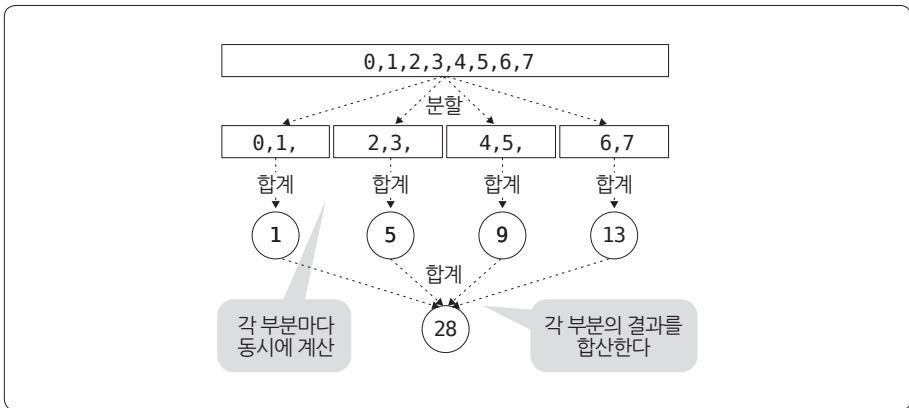 0,1,2,3,4,5,6,7
분할
0,1, 2,3, 4,5, 6,7
합계 합계 합계 합계
1 5 9 13
합계
각 부분마다
동시에 계산
28
각 부분의 결과를
합산한다